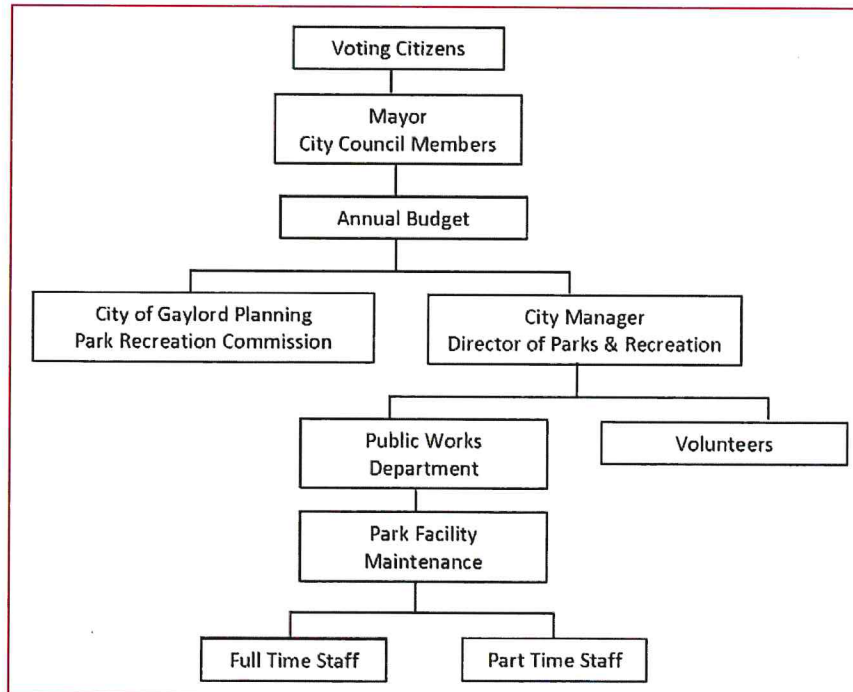 Voting Citizens
Mayor
City Council Members
Annual Budget
City of Gaylord Planning
Park Recreation Commission
City Manager
Director of Parks & Recreation
Public Works
Department
Volunteers
Park Facility
Maintenance
Full Time Staff
Part Time Staff